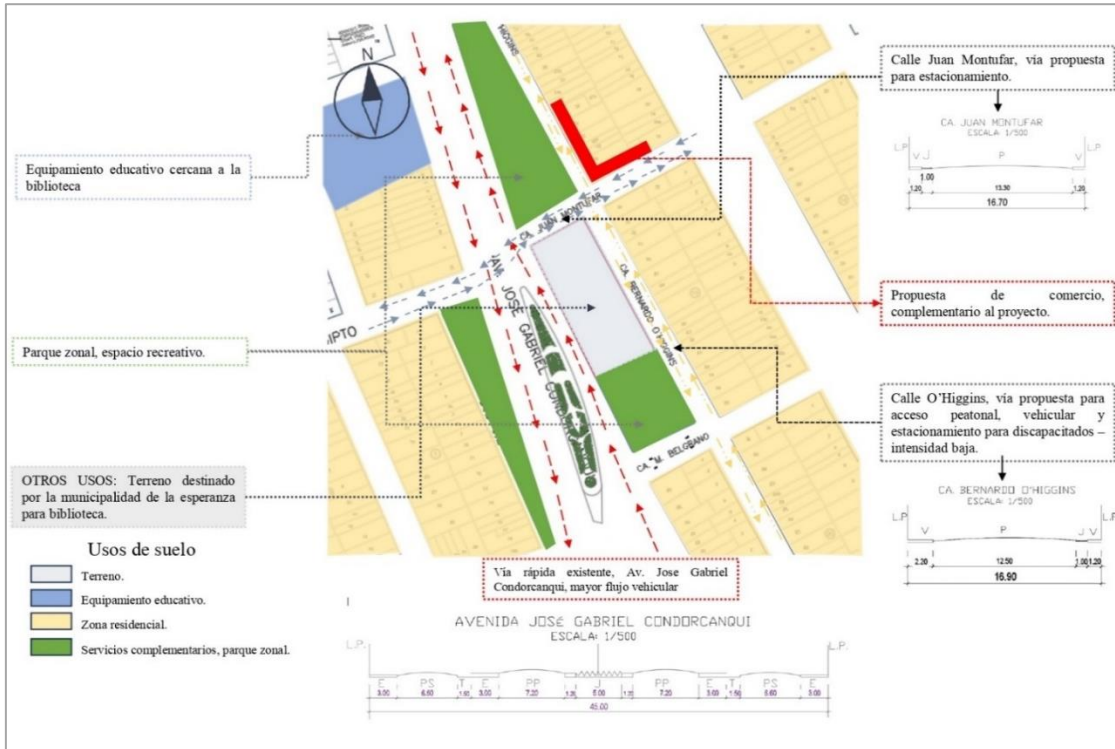 N
HIGGINS
Equipamiento educativo cercana a la
biblioteca
Parque zonal, espacio recreativo.
OTROS USOS: Terreno destinado
por la municipalidad de la esperanza
para biblioteca.
Usos de suelo
Terreno.
Equipamiento educativo.
Zona residencial.
Servicios complementarios, parque zonal.
CA. JUAN MONTUFAR
AV. JOSÉ GABRIEL CONDORCANQUI
CA. BERNARDO O'HIGGINS
CA. M. BELGRANO
IPTO
Calle Juan Montufar, vía propuesta
para estacionamiento.
CA. JUAN MONTUFAR
ESCALA: 1/500
L.P. L.P.
V J P V
1.00
1.20 13.30 1.20
16.70
Propuesta de comercio,
complementario al proyecto.
Calle O'Higgins, vía propuesta para
acceso peatonal, vehicular y
estacionamiento para discapacitados –
intensidad baja.
CA. BERNARDO O'HIGGINS
ESCALA: 1/500
L.P L.P
V P J V
2.20 12.50 1.00 1.20
16.90
Vía rápida existente, Av. Jose Gabriel
Condorcanqui, mayor flujo vehicular
AVENIDA JOSÉ GABRIEL CONDORCANQUI
ESCALA: 1/500
L.P. L.P.
E PS T E PP J PP E T PS E
3.00 6.60 3.00 7.20 1.20 5.00 7.20 3.00 6.60 3.00
45.00